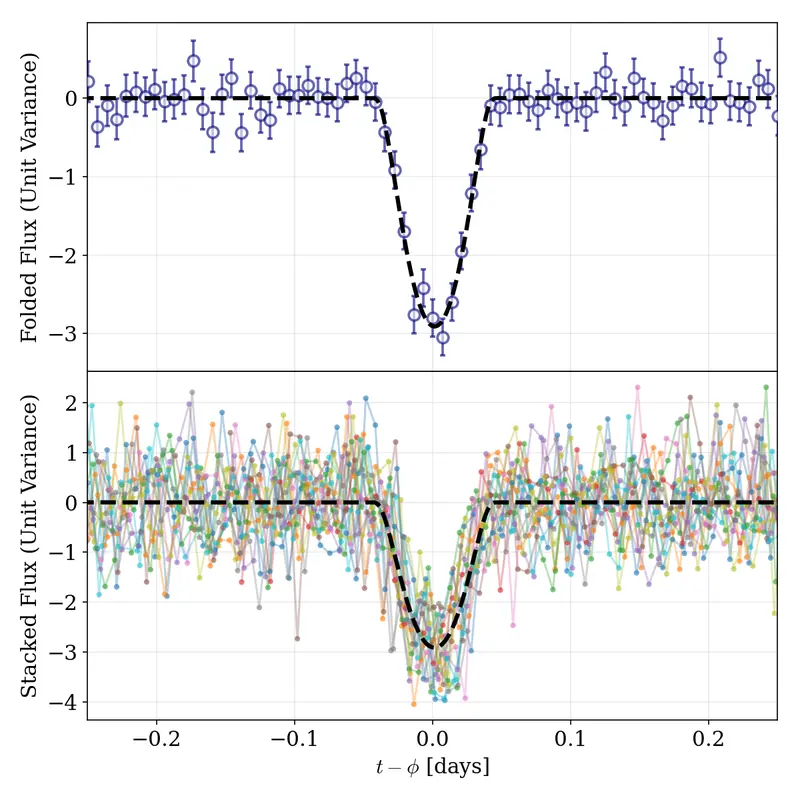 Folded Flux (Unit Variance)
0
−1
−2
−3
Stacked Flux (Unit Variance)
2
1
0
−1
−2
−3
−4
−0.2 −0.1 0.0 0.1 0.2
t − ϕ [days]